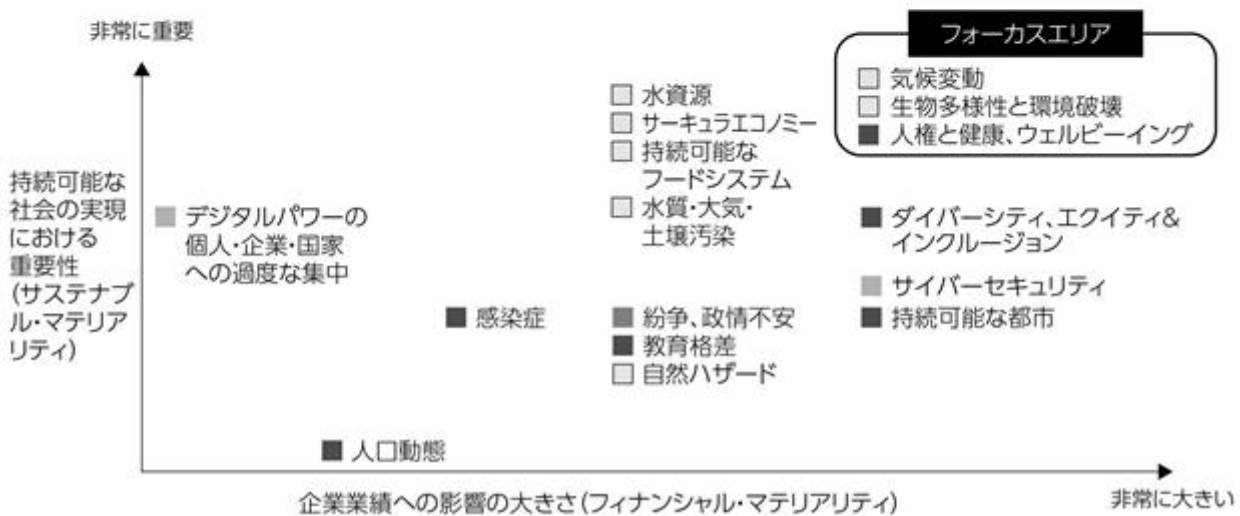 非常に重要
フォーカスエリア
気候変動
生物多様性と環境破壊
人権と健康、ウェルビーイング
水資源
サーキュラエコノミー
持続可能な
フードシステム
水質・大気・
土壌汚染
持続可能な
社会の実現
における
重要性
(サステナブ
ル・マテリア
リティ)
デジタルパワーの
個人・企業・国家
への過度な集中
ダイバーシティ、エクイティ&
インクルージョン
サイバーセキュリティ
持続可能な都市
感染症
紛争、政情不安
教育格差
自然ハザード
人口動態
企業業績への影響の大きさ(フィナンシャル・マテリアリティ)
非常に大きい